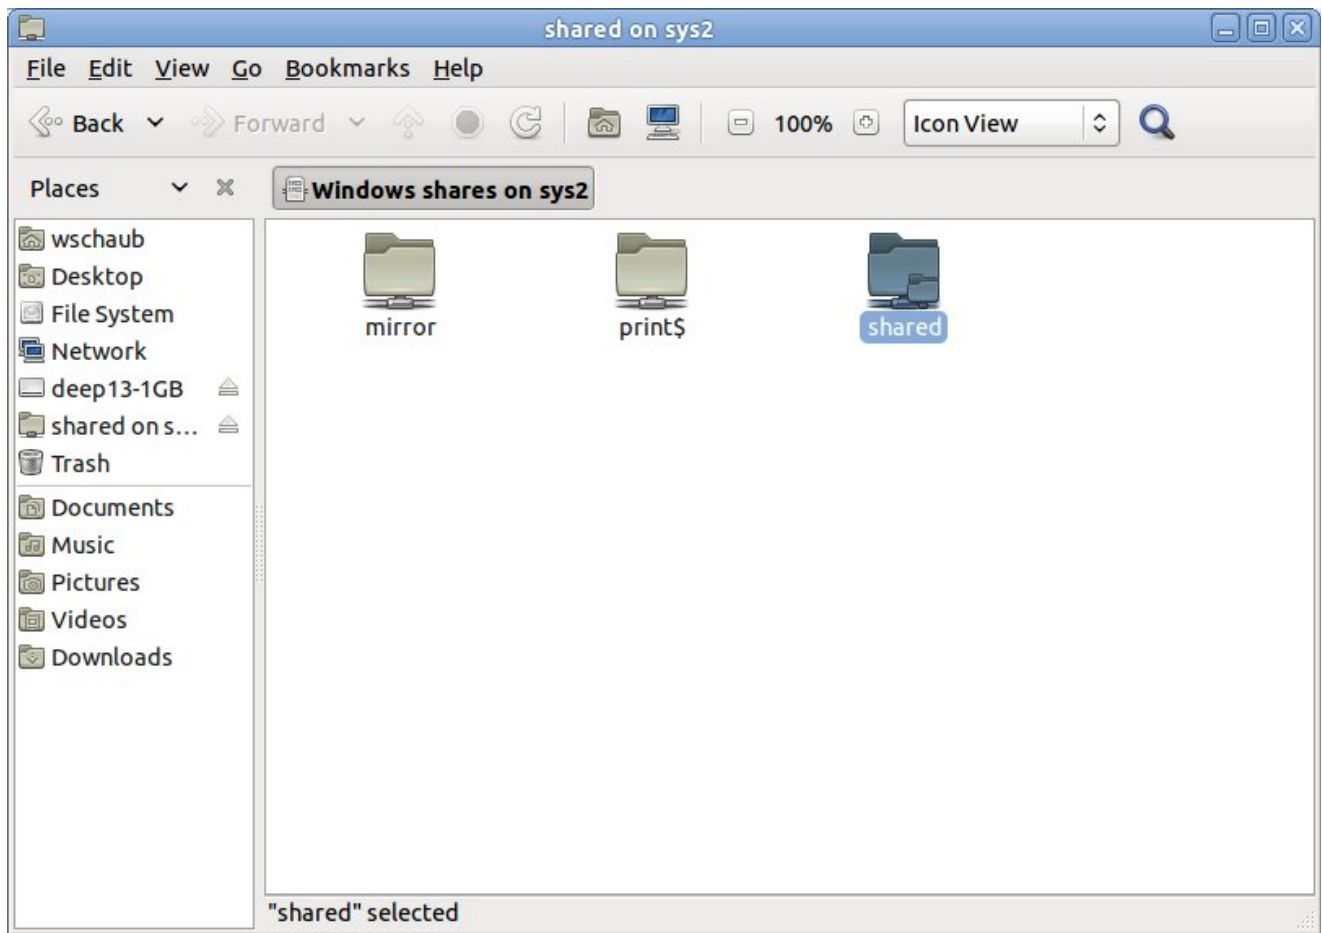 shared on sys2
File Edit View Go Bookmarks Help
Back Forward 100% Icon View
Places Windows shares on sys2
wschaub
Desktop
File System
Network
deep13-1GB
shared on s...
Trash
Documents
Music
Pictures
Videos
Downloads
mirror print$ shared
"shared" selected